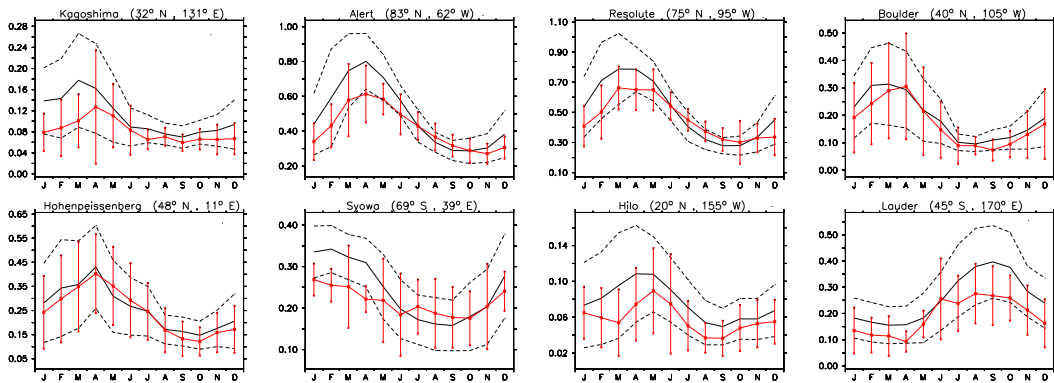 Kagoshima (32° N , 131° E)
Alert (83° N , 62° W)
Resolute (75° N , 95° W)
Boulder (40° N , 105° W)
0.28
0.24
0.20
0.16
0.12
0.08
0.04
0.00
1.00
0.80
0.60
0.40
0.20
1.10
0.90
0.70
0.50
0.30
0.10
0.50
0.40
0.30
0.20
0.10
0.00
J F M A M J J A S O N D
J F M A M J J A S O N D
J F M A M J J A S O N D
J F M A M J J A S O N D
Hohenpeissenberg (48° N , 11° E)
Syowa (69° S , 39° E)
Hilo (20° N , 155° W)
Lauder (45° S , 170° E)
0.65
0.55
0.45
0.35
0.25
0.15
0.05
0.40
0.30
0.20
0.10
0.14
0.10
0.06
0.02
0.50
0.40
0.30
0.20
0.10
0.00
J F M A M J J A S O N D
J F M A M J J A S O N D
J F M A M J J A S O N D
J F M A M J J A S O N D